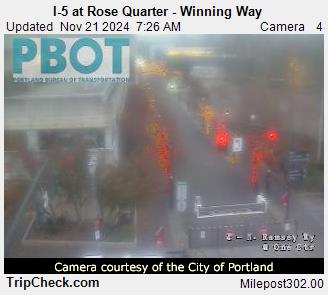 I-5 at Rose Quarter - Winning Way
Updated Nov 21 2024 7:26 AM Camera 4
PBOT
PORTLAND BUREAU OF TRANSPORTATION
N. Ramsey Wy
Camera courtesy of the City of Portland
TripCheck.com Milepost302.00